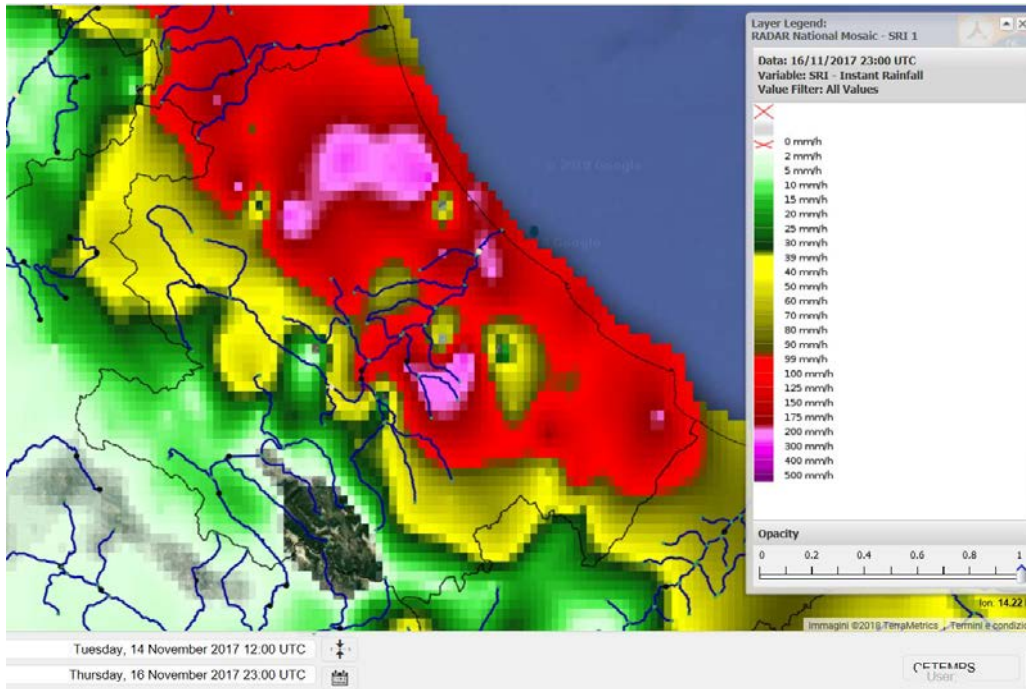 Layer Legend:
RADAR National Mosaic - SRI 1
Data: 16/11/2017 23:00 UTC
Variable: SRI - Instant Rainfall
Value Filter: All Values
0 mm/h
2 mm/h
5 mm/h
10 mm/h
15 mm/h
20 mm/h
25 mm/h
30 mm/h
39 mm/h
40 mm/h
50 mm/h
60 mm/h
70 mm/h
80 mm/h
90 mm/h
99 mm/h
100 mm/h
125 mm/h
150 mm/h
175 mm/h
200 mm/h
300 mm/h
400 mm/h
500 mm/h
Opacity
0 0.2 0.4 0.6 0.8 1
lon: 14.22
Immagini ©2018 TerraMetrics Termini e condizio
Google
Tuesday, 14 November 2017 12:00 UTC
Thursday, 16 November 2017 23:00 UTC
CETEMPS
User